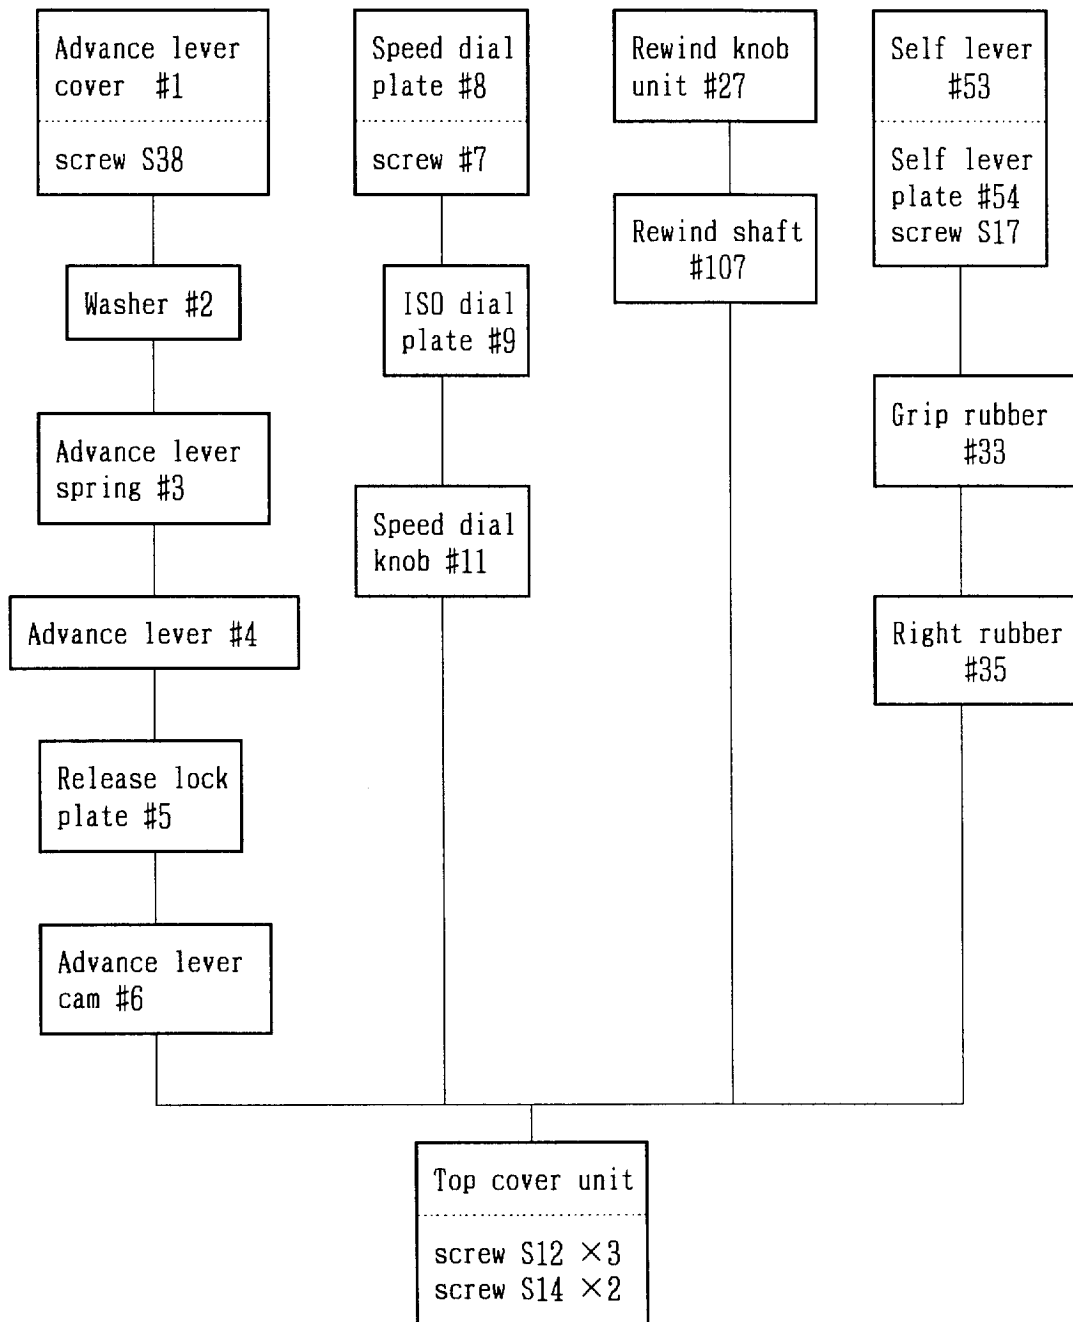 Advance lever
cover #1
screw S38
Washer #2
Advance lever
spring #3
Advance lever #4
Release lock
plate #5
Advance lever
cam #6
Speed dial
plate #8
screw #7
ISO dial
plate #9
Speed dial
knob #11
Rewind knob
unit #27
Rewind shaft
#107
Self lever
#53
Self lever
plate #54
screw S17
Grip rubber
#33
Right rubber
#35
Top cover unit
screw S12 ×3
screw S14 ×2